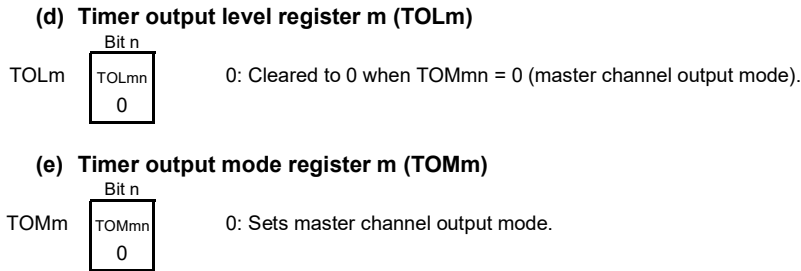 (d) Timer output level register m (TOLm)
Bit n
TOLm TOLmn 0: Cleared to 0 when TOMmn = 0 (master channel output mode).
0
(e) Timer output mode register m (TOMm)
Bit n
TOMm TOMmn 0: Sets master channel output mode.
0